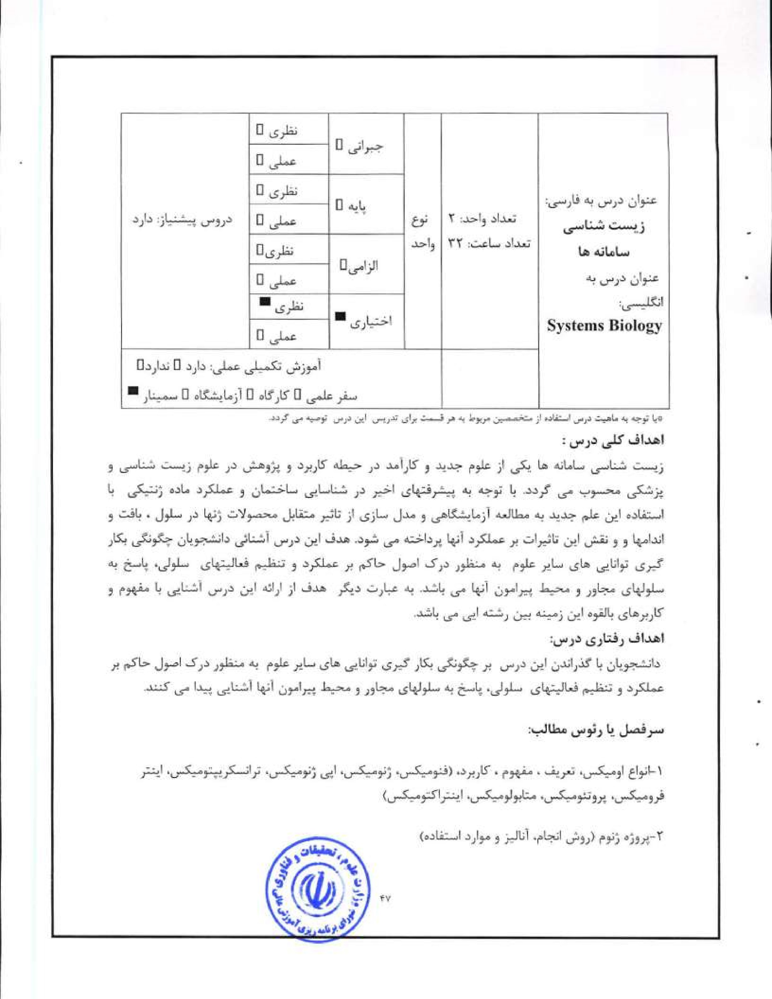 عنوان درس به فارسی:
زیست شناسی
سامانه ها
عنوان درس به
انگلیسی:
Systems Biology
تعداد واحد: ۲
تعداد ساعت: ۳۲
نوع
واحد
جبرانی ▯
نظری ▯
عملی ▯
پایه ▯
نظری ▯
عملی ▯
الزامی▯
نظری▯
عملی ▯
اختیاری ■
نظری ■
عملی ▯
دروس پیشنیاز: دارد
آموزش تکمیلی عملی: دارد ▯ ندارد▯
سفر علمی ▯ کارگاه ▯ آزمایشگاه ▯ سمینار ■
*با توجه به ماهیت درس استفاده از متخصصین مربوط به هر قسمت برای تدریس این درس توصیه می گردد.
اهداف کلی درس :
زیست شناسی سامانه ها یکی از علوم جدید و کارآمد در حیطه کاربرد و پژوهش در علوم زیست شناسی و
پزشکی محسوب می گردد. با توجه به پیشرفتهای اخیر در شناسایی ساختمان و عملکرد ماده ژنتیکی با
استفاده این علم جدید به مطالعه آزمایشگاهی و مدل سازی از تاثیر متقابل محصولات ژنها در سلول ، بافت و
اندامها و و نقش این تاثیرات بر عملکرد آنها پرداخته می شود. هدف این درس آشنائی دانشجویان چگونگی بکار
گیری توانایی های سایر علوم به منظور درک اصول حاکم بر عملکرد و تنظیم فعالیتهای سلولی، پاسخ به
سلولهای مجاور و محیط پیرامون آنها می باشد. به عبارت دیگر هدف از ارائه این درس آشنایی با مفهوم و
کاربرهای بالقوه این زمینه بین رشته ایی می باشد.
اهداف رفتاری درس:
دانشجویان با گذراندن این درس بر چگونگی بکار گیری توانایی های سایر علوم به منظور درک اصول حاکم بر
عملکرد و تنظیم فعالیتهای سلولی، پاسخ به سلولهای مجاور و محیط پیرامون آنها آشنایی پیدا می کنند.
سرفصل یا رئوس مطالب:
۱-انواع اومیکس، تعریف ، مفهوم ، کاربرد، (فنومیکس، ژنومیکس، اپی ژنومیکس، ترانسکریپتومیکس، اینتر
فرومیکس، پروتئومیکس، متابولومیکس، اینتراکتومیکس)
۲-پروژه ژنوم (روش انجام، آنالیز و موارد استفاده)
وزارت علوم، تحقیقات و فناوری
شورای برنامه ریزی آموزش عالی
۴۷